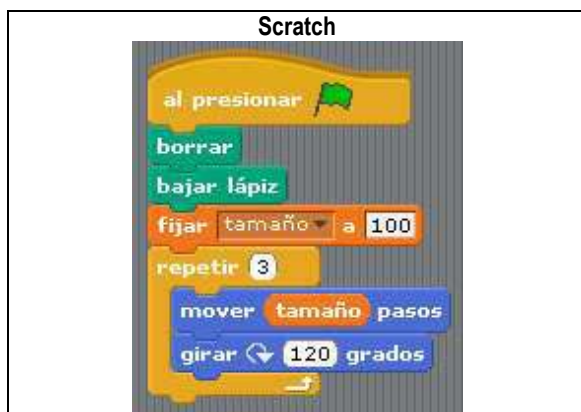 Scratch
al presionar
borrar
bajar lápiz
fijar tamaño a 100
repetir 3
mover tamaño pasos
girar 120 grados